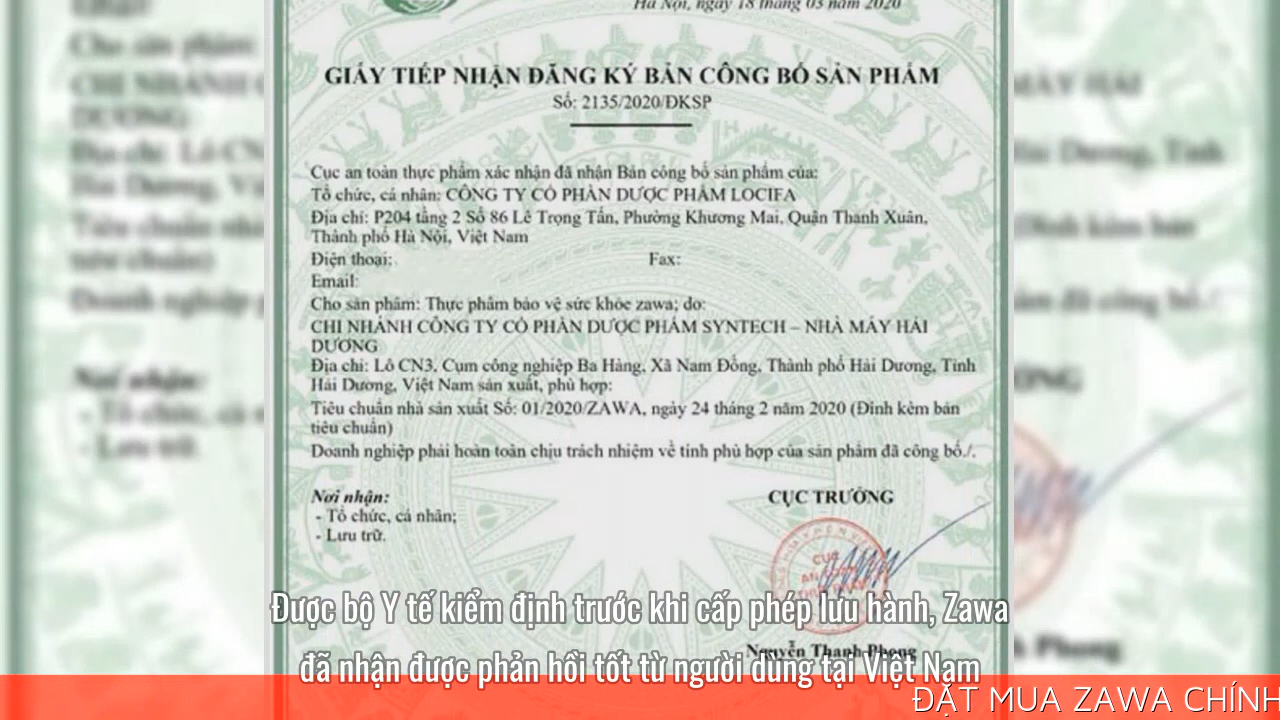 Hà Nội, ngày 18 tháng 03 năm 2020
GIẤY TIẾP NHẬN ĐĂNG KÝ BẢN CÔNG BỐ SẢN PHẨM
Số: 2135/2020/ĐKSP
Cục an toàn thực phẩm xác nhận đã nhận Bản công bố sản phẩm của:
Tổ chức, cá nhân: CÔNG TY CỔ PHẦN DƯỢC PHẨM LOCIFA
Địa chỉ: P204 tầng 2 Số 86 Lê Trọng Tấn, Phường Khương Mai, Quận Thanh Xuân,
Thành phố Hà Nội, Việt Nam
Điện thoại: Fax:
Email:
Cho sản phẩm: Thực phẩm bảo vệ sức khỏe zawa; do:
CHI NHÁNH CÔNG TY CỔ PHẦN DƯỢC PHẨM SYNTECH – NHÀ MÁY HẢI
DƯƠNG
Địa chỉ: Lô CN3, Cụm công nghiệp Ba Hàng, Xã Nam Đồng, Thành phố Hải Dương, Tỉnh
Hải Dương, Việt Nam sản xuất, phù hợp:
Tiêu chuẩn nhà sản xuất Số: 01/2020/ZAWA, ngày 24 tháng 2 năm 2020 (Đính kèm bản
tiêu chuẩn)
Doanh nghiệp phải hoàn toàn chịu trách nhiệm về tính phù hợp của sản phẩm đã công bố./.
Nơi nhận:
- Tổ chức, cá nhân;
- Lưu trữ.
CỤC TRƯỞNG
Nguyễn Thanh Phong
Được bộ Y tế kiểm định trước khi cấp phép lưu hành, Zawa
đã nhận được phản hồi tốt từ người dùng tại Việt Nam
ĐẶT MUA ZAWA CHÍNH